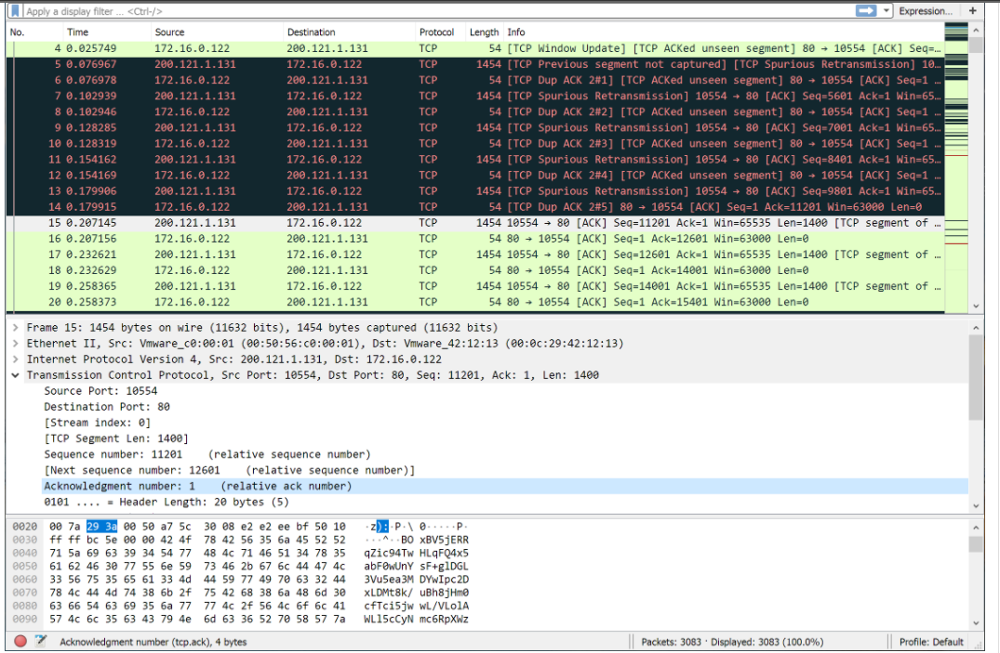 Apply a display filter ... <Ctrl-/> Expression... +
No. Time Source Destination Protocol Length Info
4 0.025749 172.16.0.122 200.121.1.131 TCP 54 [TCP Window Update] [TCP ACKed unseen segment] 80 → 10554 [ACK] Seq=…
5 0.076967 200.121.1.131 172.16.0.122 TCP 1454 [TCP Previous segment not captured] [TCP Spurious Retransmission] 10…
6 0.076978 172.16.0.122 200.121.1.131 TCP 54 [TCP Dup ACK 2#1] [TCP ACKed unseen segment] 80 → 10554 [ACK] Seq=1 …
7 0.102939 200.121.1.131 172.16.0.122 TCP 1454 [TCP Spurious Retransmission] 10554 → 80 [ACK] Seq=5601 Ack=1 Win=65…
8 0.102946 172.16.0.122 200.121.1.131 TCP 54 [TCP Dup ACK 2#2] [TCP ACKed unseen segment] 80 → 10554 [ACK] Seq=1 …
9 0.128285 200.121.1.131 172.16.0.122 TCP 1454 [TCP Spurious Retransmission] 10554 → 80 [ACK] Seq=7001 Ack=1 Win=65…
10 0.128319 172.16.0.122 200.121.1.131 TCP 54 [TCP Dup ACK 2#3] [TCP ACKed unseen segment] 80 → 10554 [ACK] Seq=1 …
11 0.154162 200.121.1.131 172.16.0.122 TCP 1454 [TCP Spurious Retransmission] 10554 → 80 [ACK] Seq=8401 Ack=1 Win=65…
12 0.154169 172.16.0.122 200.121.1.131 TCP 54 [TCP Dup ACK 2#4] [TCP ACKed unseen segment] 80 → 10554 [ACK] Seq=1 …
13 0.179906 200.121.1.131 172.16.0.122 TCP 1454 [TCP Spurious Retransmission] 10554 → 80 [ACK] Seq=9801 Ack=1 Win=65…
14 0.179915 172.16.0.122 200.121.1.131 TCP 54 [TCP Dup ACK 2#5] 80 → 10554 [ACK] Seq=1 Ack=11201 Win=63000 Len=0
15 0.207145 200.121.1.131 172.16.0.122 TCP 1454 10554 → 80 [ACK] Seq=11201 Ack=1 Win=65535 Len=1400 [TCP segment of …
16 0.207156 172.16.0.122 200.121.1.131 TCP 54 80 → 10554 [ACK] Seq=1 Ack=12601 Win=63000 Len=0
17 0.232621 200.121.1.131 172.16.0.122 TCP 1454 10554 → 80 [ACK] Seq=12601 Ack=1 Win=65535 Len=1400 [TCP segment of …
18 0.232629 172.16.0.122 200.121.1.131 TCP 54 80 → 10554 [ACK] Seq=1 Ack=14001 Win=63000 Len=0
19 0.258365 200.121.1.131 172.16.0.122 TCP 1454 10554 → 80 [ACK] Seq=14001 Ack=1 Win=65535 Len=1400 [TCP segment of …
20 0.258373 172.16.0.122 200.121.1.131 TCP 54 80 → 10554 [ACK] Seq=1 Ack=15401 Win=63000 Len=0
Frame 15: 1454 bytes on wire (11632 bits), 1454 bytes captured (11632 bits)
Ethernet II, Src: Vmware_c0:00:01 (00:50:56:c0:00:01), Dst: Vmware_42:12:13 (00:0c:29:42:12:13)
Internet Protocol Version 4, Src: 200.121.1.131, Dst: 172.16.0.122
Transmission Control Protocol, Src Port: 10554, Dst Port: 80, Seq: 11201, Ack: 1, Len: 1400
Source Port: 10554
Destination Port: 80
[Stream index: 0]
[TCP Segment Len: 1400]
Sequence number: 11201 (relative sequence number)
[Next sequence number: 12601 (relative sequence number)]
Acknowledgment number: 1 (relative ack number)
0101 .... = Header Length: 20 bytes (5)
0020 00 7a 29 3a 00 50 a7 5c 30 08 e2 e2 ee bf 50 10 ·z):·P·\ 0·····P·
0030 ff ff bc 5e 00 00 42 4f 78 42 56 35 6a 45 52 52 ···^··BO xBV5jERR
0040 71 5a 69 63 39 34 54 77 48 4c 71 46 51 34 78 35 qZic94Tw HLqFQ4x5
0050 61 62 46 30 77 55 6e 59 73 46 2b 67 6c 44 47 4c abF0wUnY sF+glDGL
0060 33 56 75 35 65 61 33 4d 44 59 77 49 70 63 32 44 3Vu5ea3M DYwIpc2D
0070 78 4c 44 4d 74 38 6b 2f 75 42 68 38 6a 48 6d 30 xLDMt8k/ uBh8jHm0
0080 63 66 54 63 69 35 6a 77 77 4c 2f 56 4c 6f 6c 41 cfTci5jw wL/VLolA
0090 57 4c 6c 35 63 43 79 4e 6d 63 36 52 70 58 57 7a WLl5cCyN mc6RpXWz
Acknowledgment number (tcp.ack), 4 bytes Packets: 3083 · Displayed: 3083 (100.0%) Profile: Default